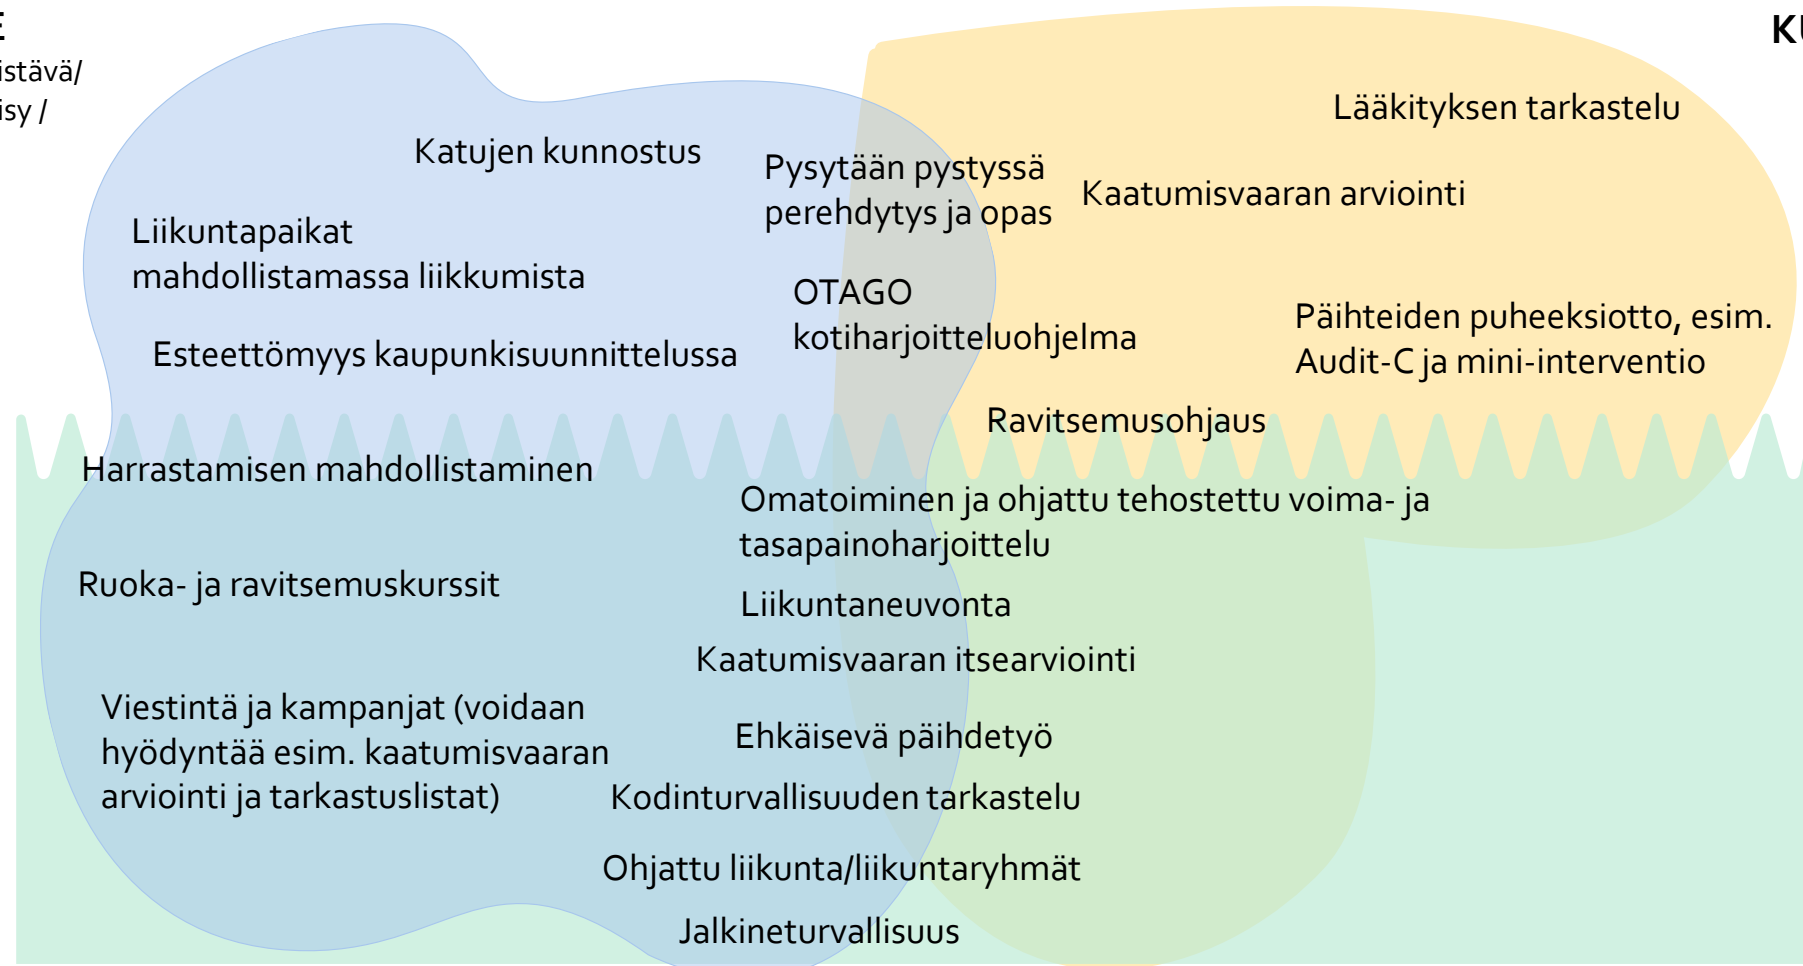 E
istävä/
isy /
KU
Lääkityksen tarkastelu
Katujen kunnostus
Pysytään pystyssä
perehdytys ja opas
Kaatumisvaaran arviointi
Liikuntapaikat
mahdollistamassa liikkumista
OTAGO
kotiharjoitteluohjelma
Päihteiden puheeksiotto, esim.
Audit-C ja mini-interventio
Esteettömyys kaupunkisuunnittelussa
Ravitsemusohjaus
Harrastamisen mahdollistaminen
Omatoiminen ja ohjattu tehostettu voima- ja
tasapainoharjoittelu
Ruoka- ja ravitsemuskurssit
Liikuntaneuvonta
Kaatumisvaaran itsearviointi
Viestintä ja kampanjat (voidaan
hyödyntää esim. kaatumisvaaran
arviointi ja tarkastuslistat)
Ehkäisevä päihdetyö
Kodinturvallisuuden tarkastelu
Ohjattu liikunta/liikuntaryhmät
Jalkineturvallisuus